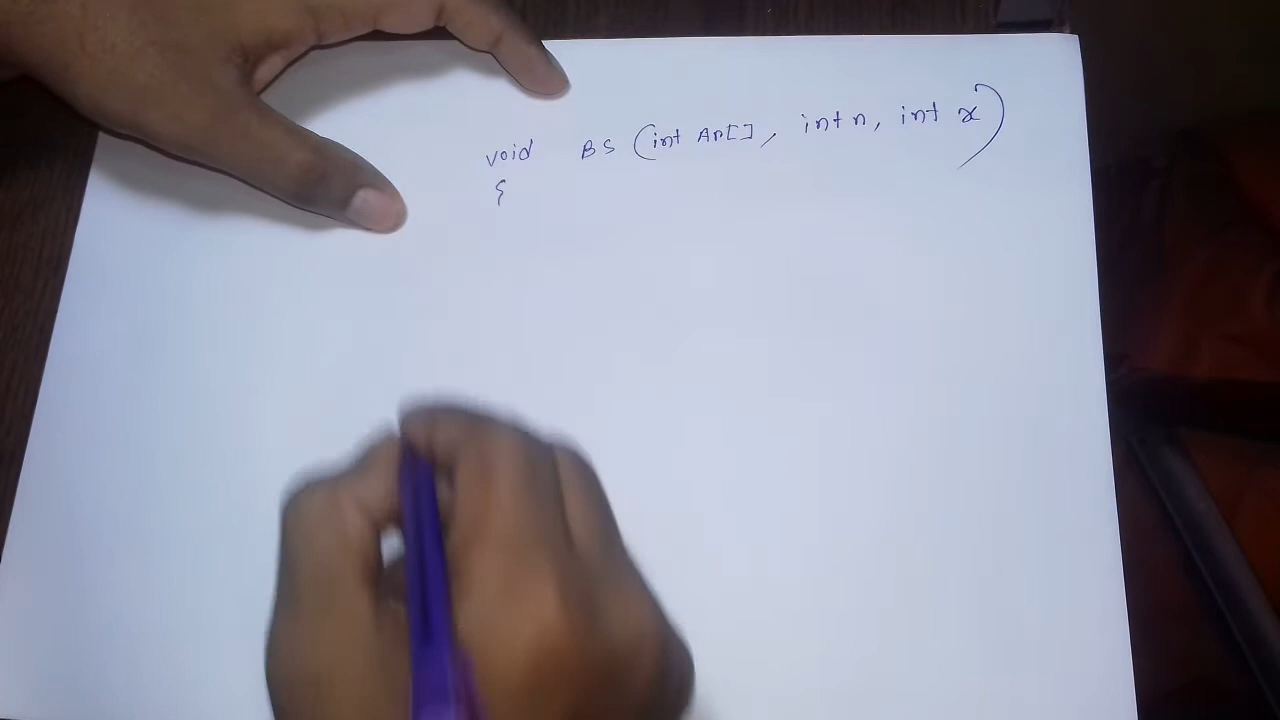 void BS (int Arr[], int n, int x)
{